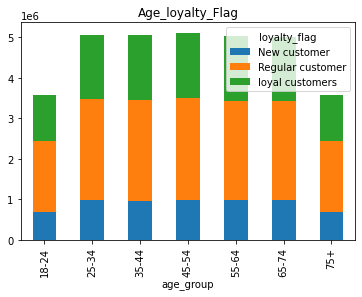 Age_loyalty_Flag
1e6
loyalty_flag
New customer
Regular customer
loyal customers
5
4
3
2
1
0
18-24
25-34
35-44
45-54
55-64
65-74
75+
age_group